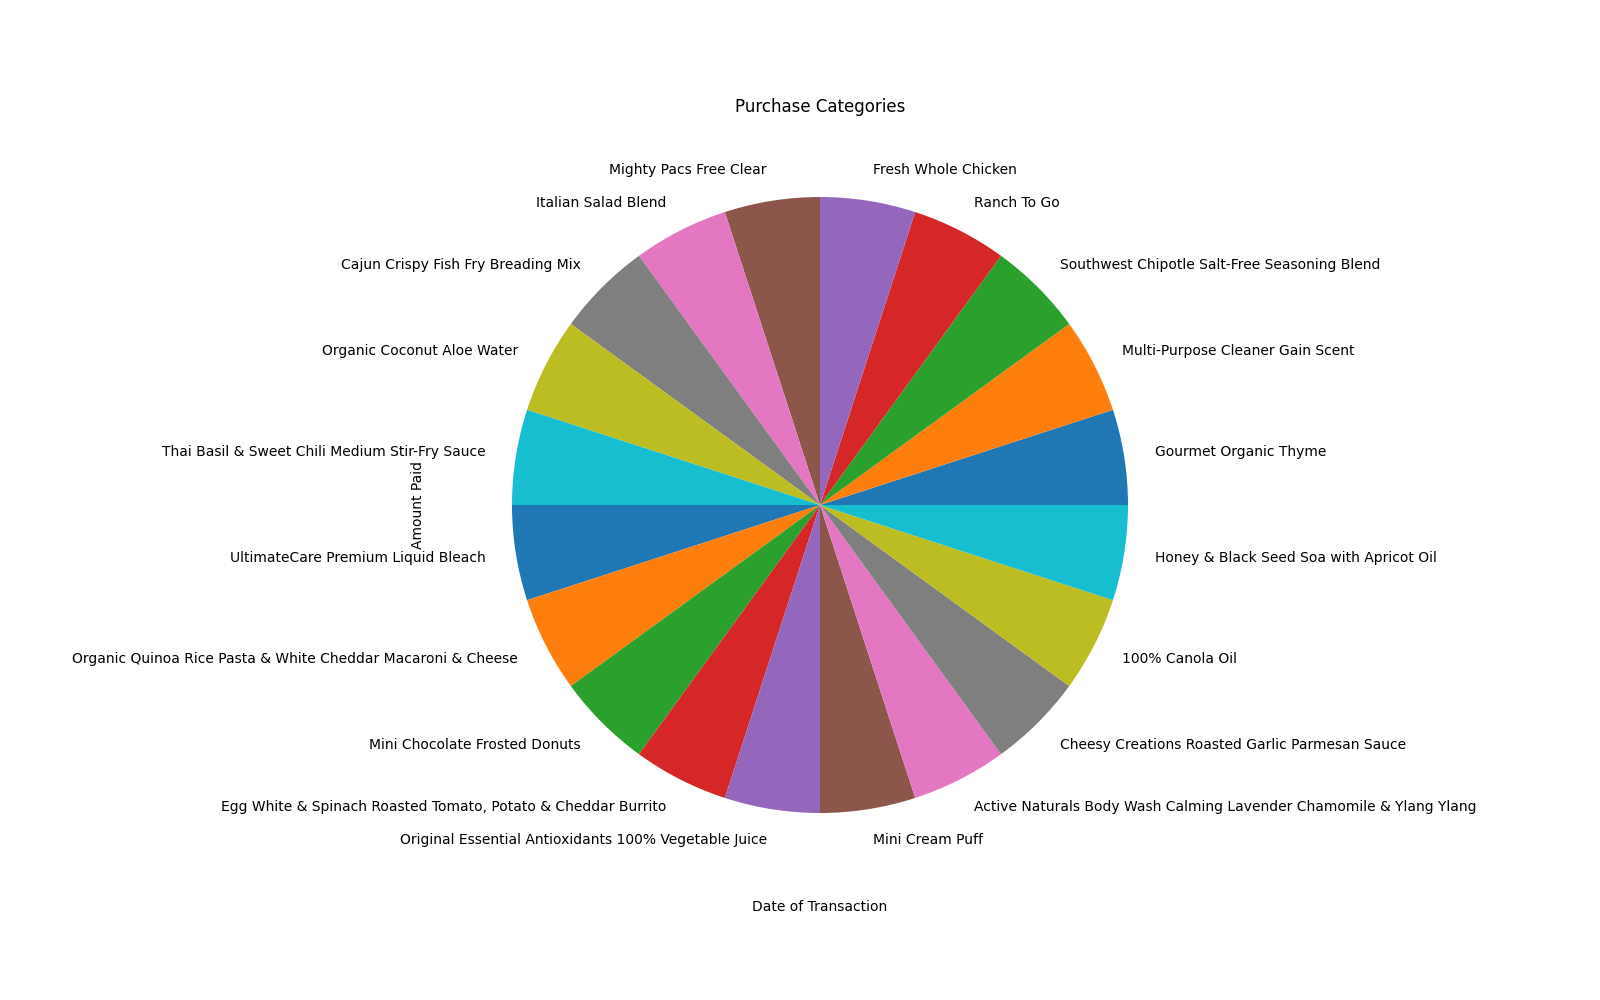 Purchase Categories
Mighty Pacs Free Clear
Fresh Whole Chicken
Italian Salad Blend
Ranch To Go
Cajun Crispy Fish Fry Breading Mix
Southwest Chipotle Salt-Free Seasoning Blend
Organic Coconut Aloe Water
Multi-Purpose Cleaner Gain Scent
Thai Basil & Sweet Chili Medium Stir-Fry Sauce
Gourmet Organic Thyme
Amount Paid
UltimateCare Premium Liquid Bleach
Honey & Black Seed Soa with Apricot Oil
Organic Quinoa Rice Pasta & White Cheddar Macaroni & Cheese
100% Canola Oil
Mini Chocolate Frosted Donuts
Cheesy Creations Roasted Garlic Parmesan Sauce
Egg White & Spinach Roasted Tomato, Potato & Cheddar Burrito
Active Naturals Body Wash Calming Lavender Chamomile & Ylang Ylang
Original Essential Antioxidants 100% Vegetable Juice
Mini Cream Puff
Date of Transaction